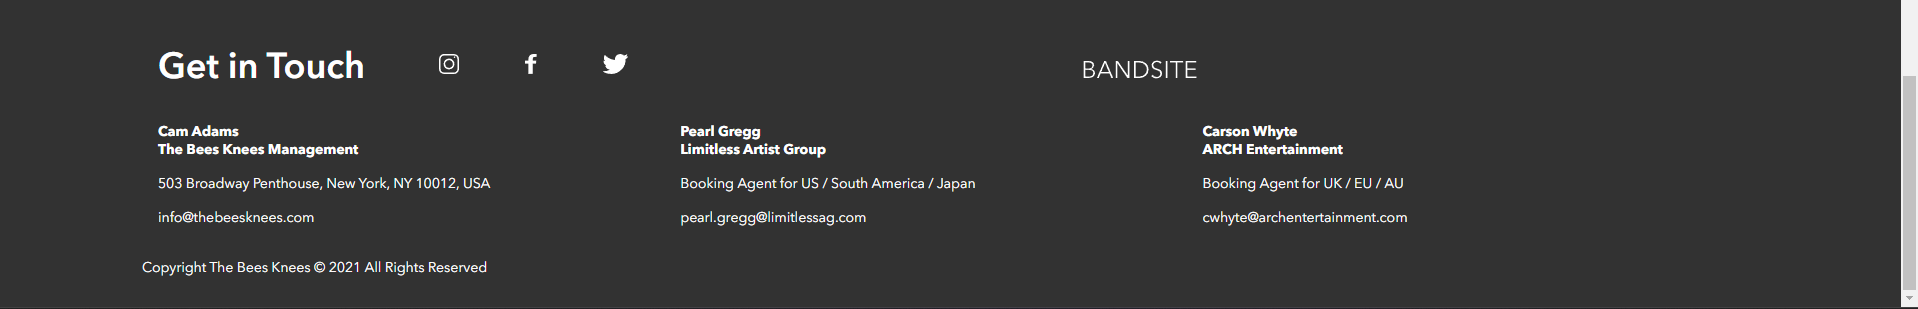 Get in Touch
BANDSITE
Cam Adams
The Bees Knees Management
503 Broadway Penthouse, New York, NY 10012, USA
info@thebeesknees.com
Pearl Gregg
Limitless Artist Group
Booking Agent for US / South America / Japan
pearl.gregg@limitlessag.com
Carson Whyte
ARCH Entertainment
Booking Agent for UK / EU / AU
cwhyte@archentertainment.com
Copyright The Bees Knees © 2021 All Rights Reserved